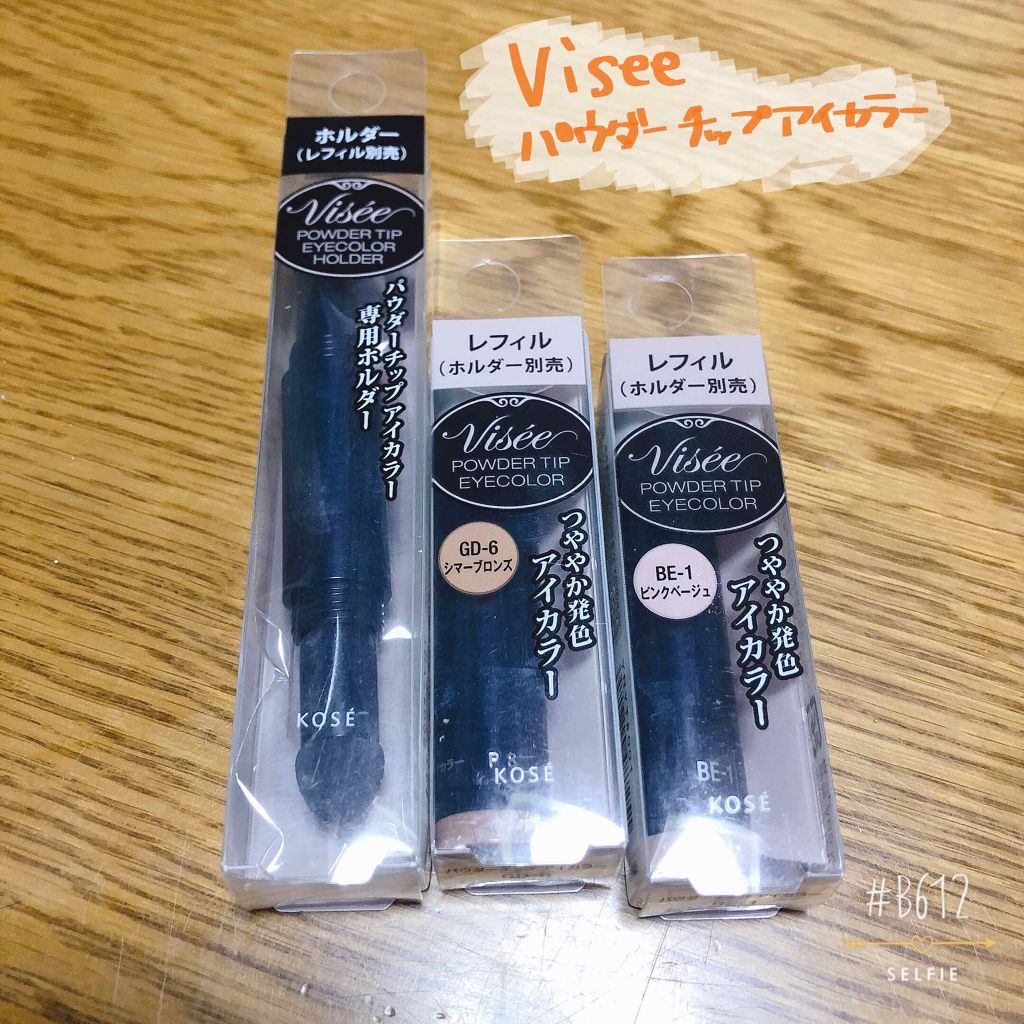 Visee
パウダーチップアイカラー
ホルダー
(レフィル別売)
Visée
POWDER TIP
EYECOLOR
HOLDER
パウダーチップアイカラー
専用ホルダー
KOSÉ
レフィル
(ホルダー別売)
Visée
POWDER TIP
EYECOLOR
GD-6
シマーブロンズ
つややか発色
アイカラー
KOSÉ
レフィル
(ホルダー別売)
Visée
POWDER TIP
EYECOLOR
BE-1
ピンクベージュ
つややか発色
アイカラー
BE-1
KOSÉ
#B612
SELFIE